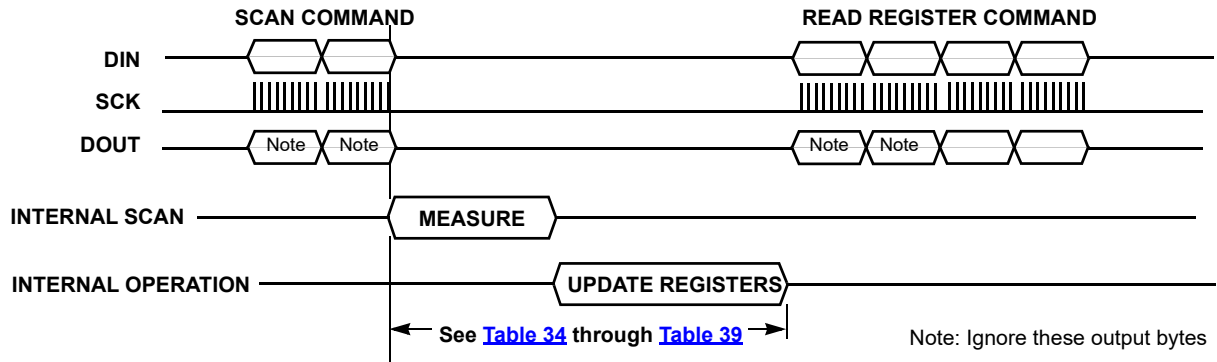 SCAN COMMAND READ REGISTER COMMAND
DIN
SCK
DOUT Note Note Note Note
INTERNAL SCAN MEASURE
INTERNAL OPERATION UPDATE REGISTERS
See Table 34 through Table 39 Note: Ignore these output bytes